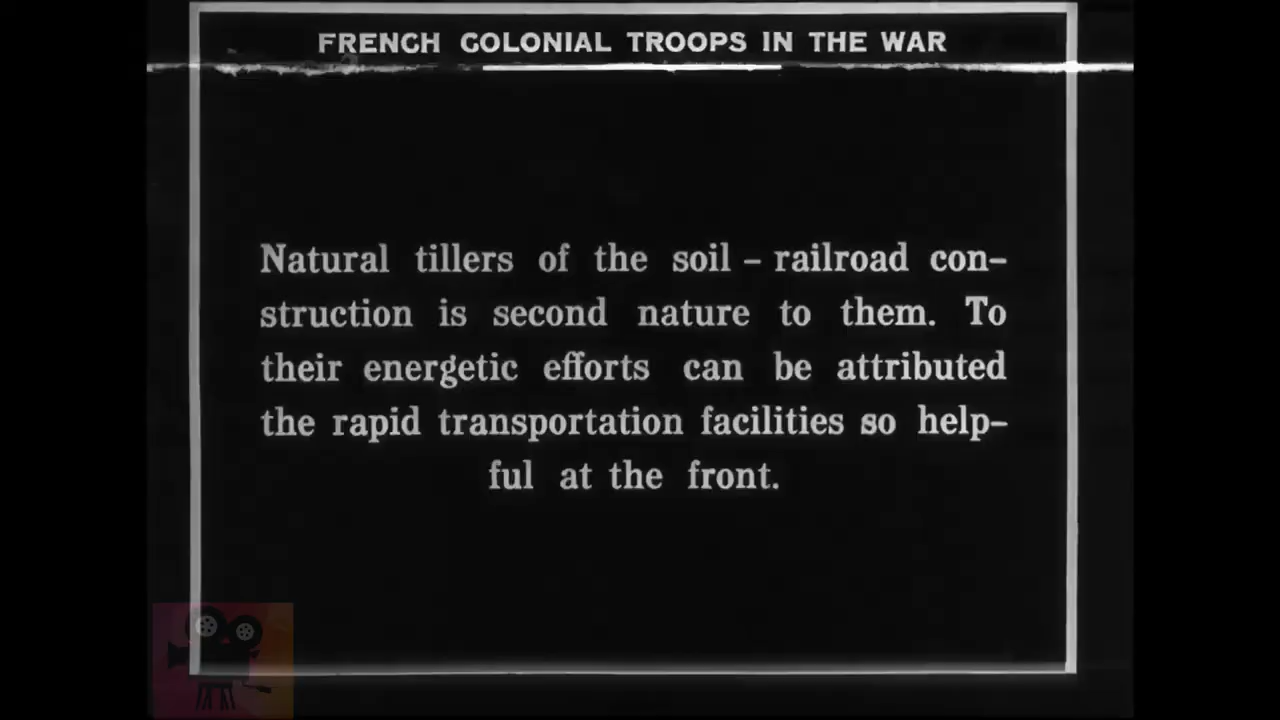 FRENCH COLONIAL TROOPS IN THE WAR
Natural tillers of the soil – railroad con–
struction is second nature to them. To
their energetic efforts can be attributed
the rapid transportation facilities so help–
ful at the front.